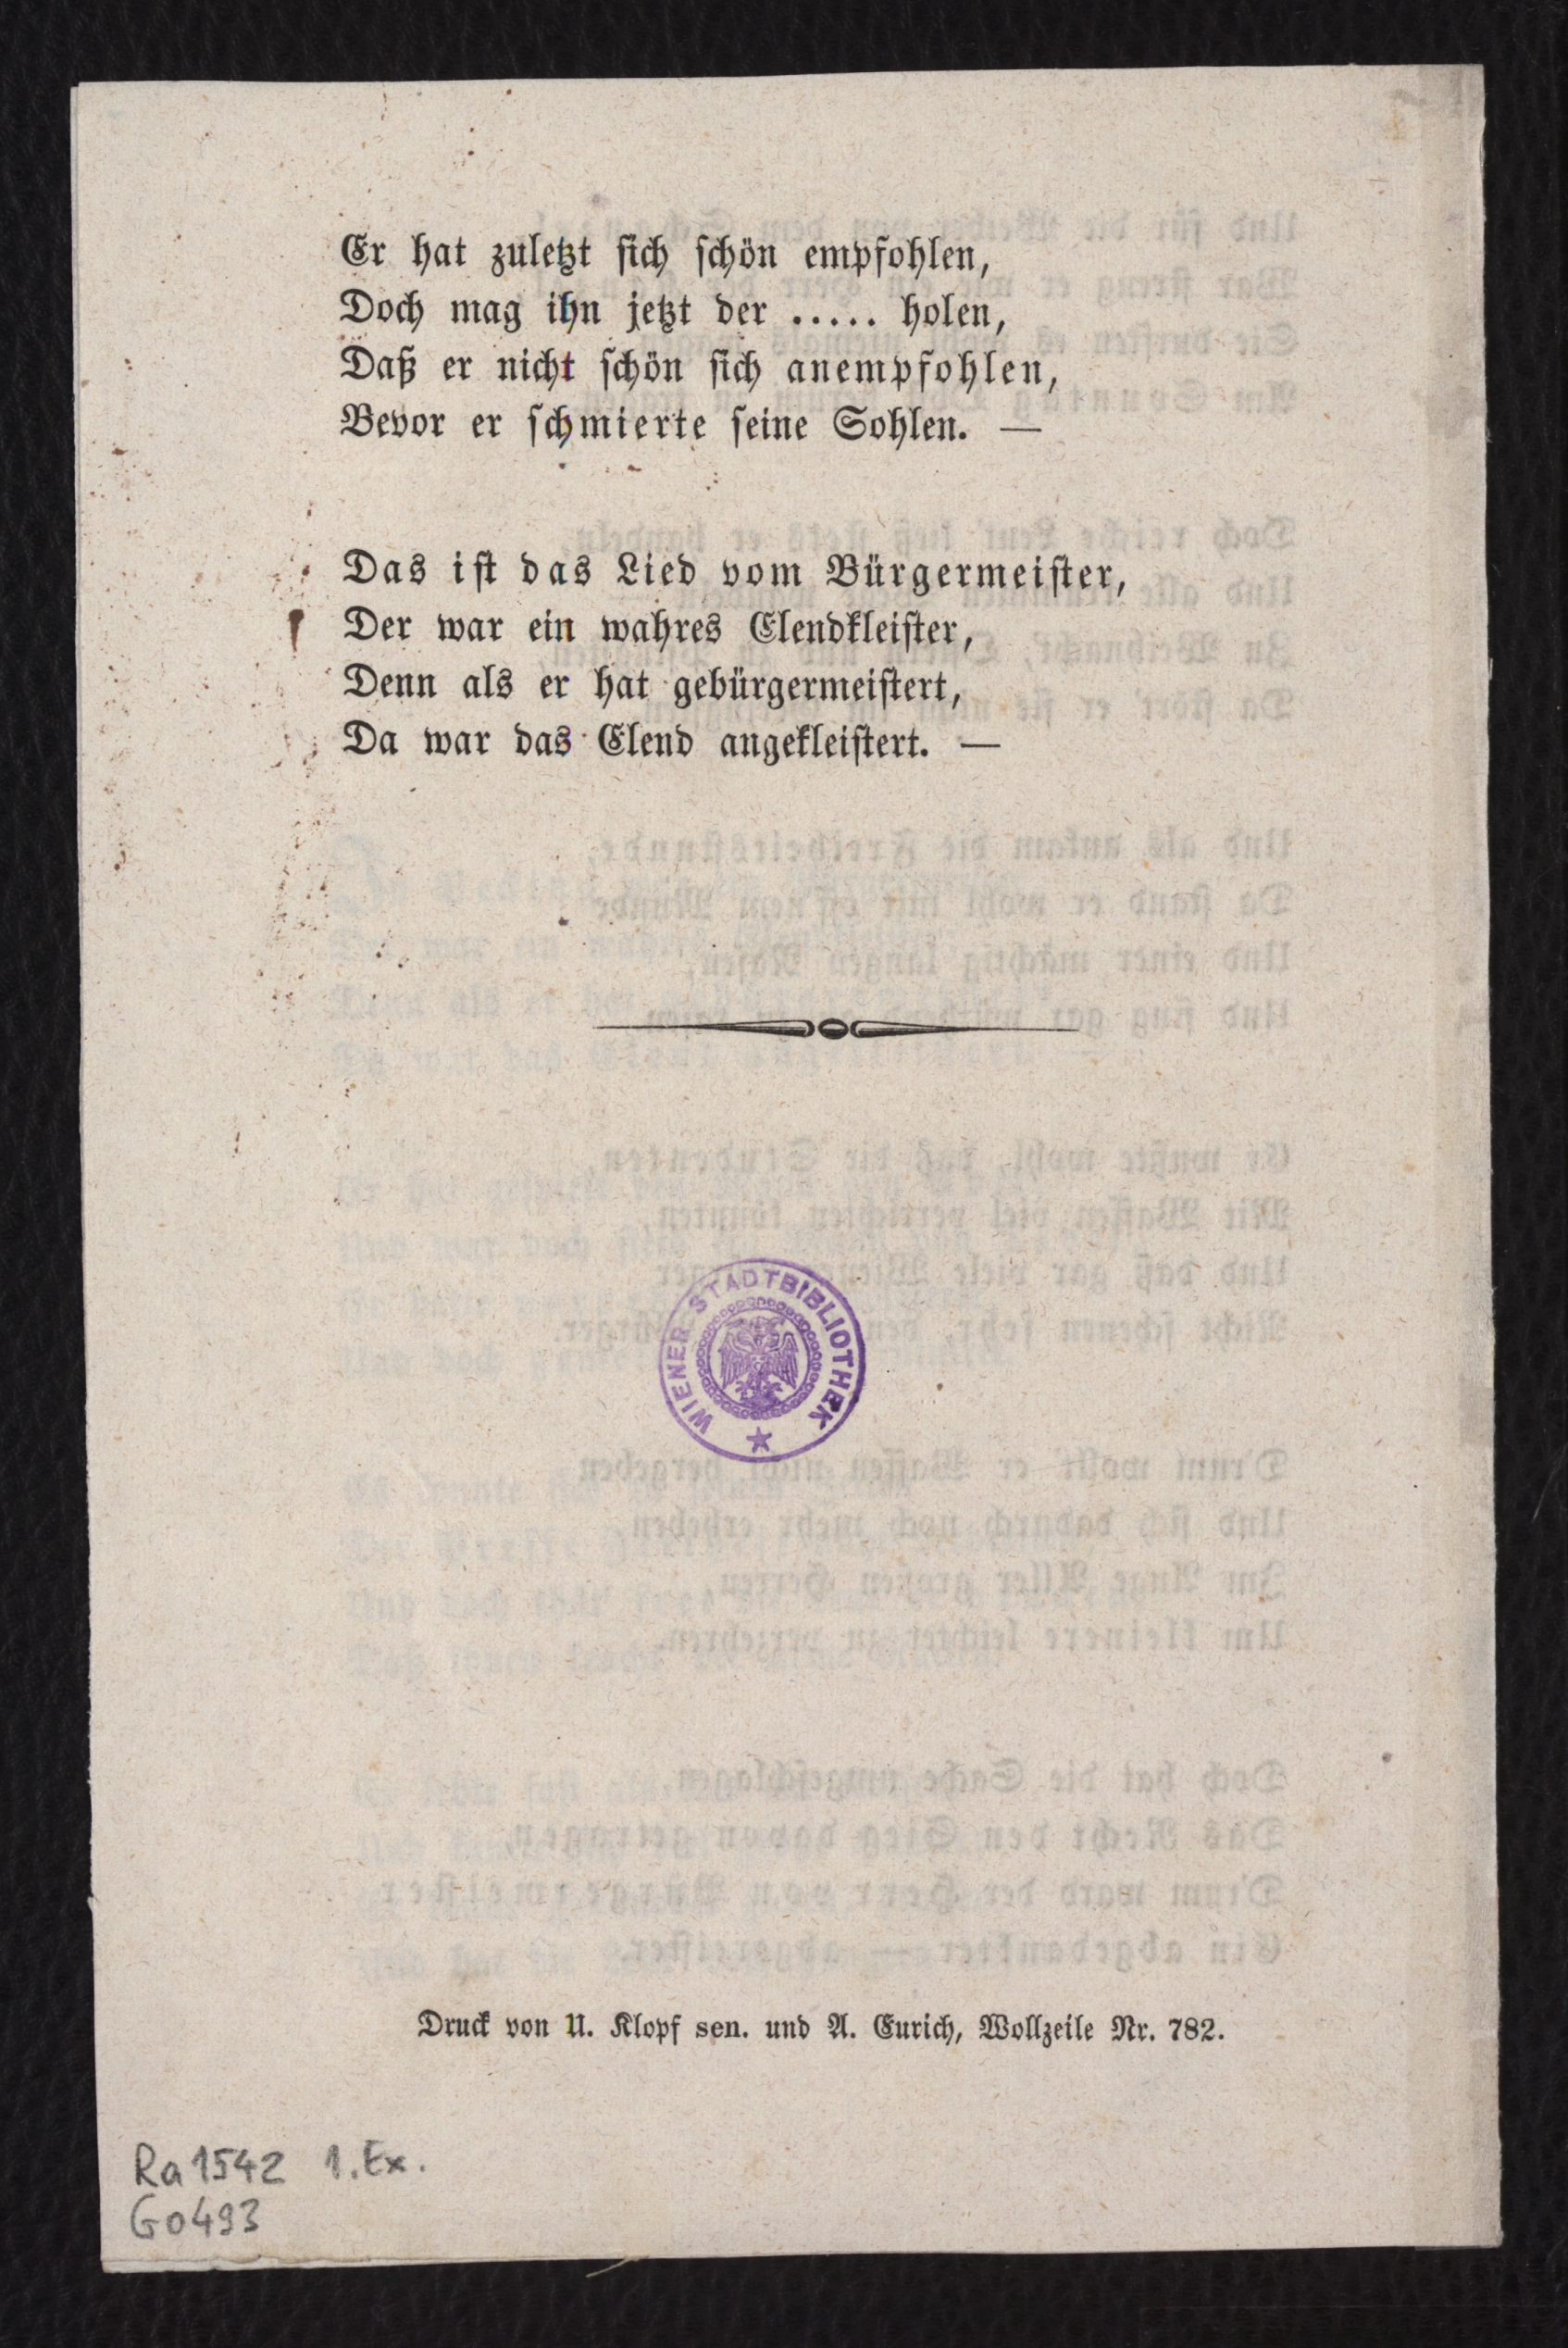 Er hat zuletzt sich schön empfohlen,
Doch mag ihn jetzt der ..... holen,
Daß er nicht schön sich anempfohlen,
Bevor er schmierte seine Sohlen. —
Das ist das Lied vom Bürgermeister,
Der war ein wahres Elendkleister,
Denn als er hat gebürgermeistert,
Da war das Elend angekleistert. —
WIENER STADTBIBLIOTHEK
Druck von U. Klopf sen. und A. Eurich, Wollzeile Nr. 782.
Ra 1542 1. Ex.
G0493